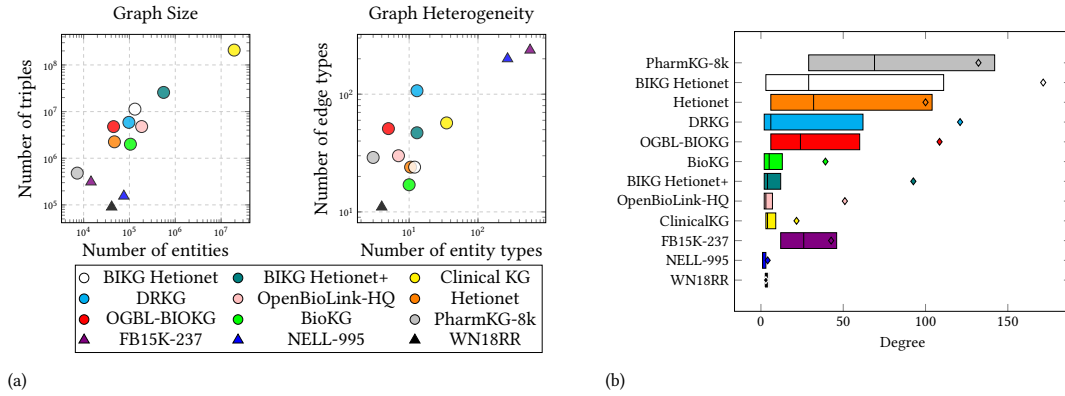 Graph Size
Graph Heterogeneity
Number of triples
10^8
10^7
10^6
10^5
10^4
10^5
10^6
10^7
Number of entities
Number of edge types
10^2
10^1
10^1
10^2
Number of entity types
BIKG Hetionet
BIKG Hetionet+
Clinical KG
DRKG
OpenBioLink-HQ
Hetionet
OGBL-BIOKG
BioKG
PharmKG-8k
FB15K-237
NELL-995
WN18RR
(a)
PharmKG-8k
BIKG Hetionet
Hetionet
DRKG
OGBL-BIOKG
BioKG
BIKG Hetionet+
OpenBioLink-HQ
ClinicalKG
FB15K-237
NELL-995
WN18RR
0 50 100 150
Degree
(b)